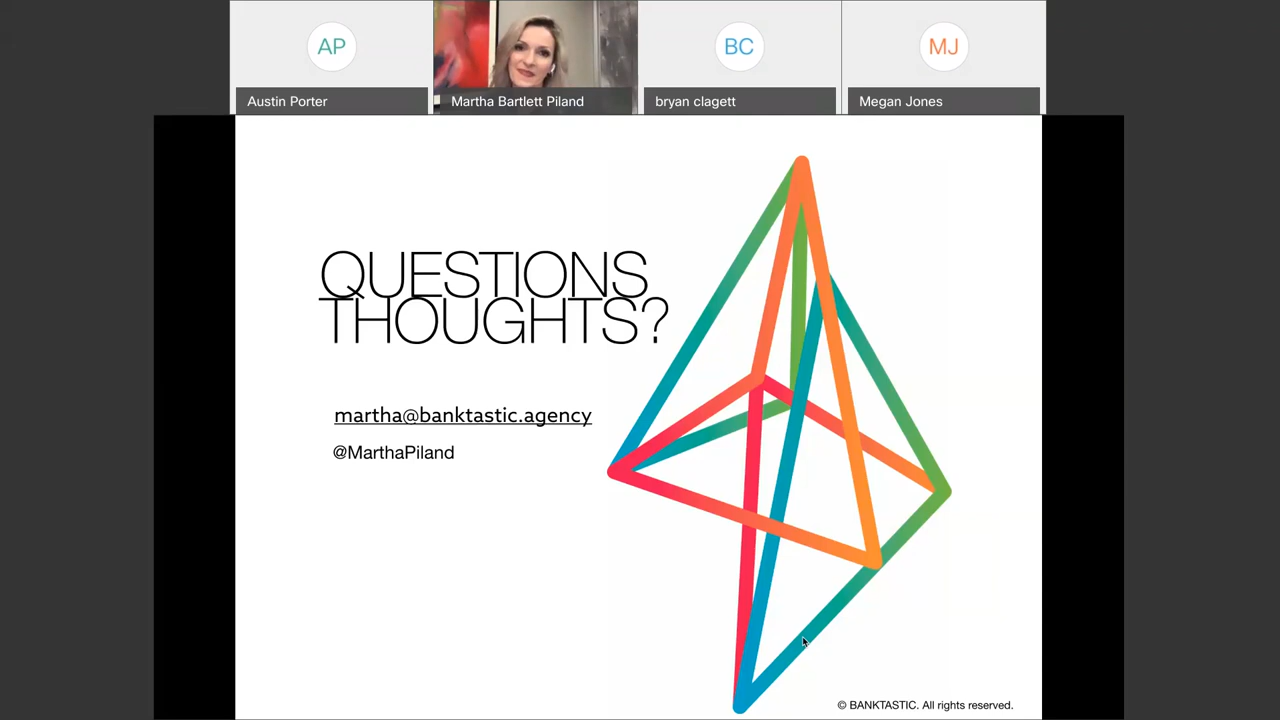 AP
BC
MJ
Austin Porter
Martha Bartlett Piland
bryan clagett
Megan Jones
QUESTIONS
THOUGHTS?
martha@banktastic.agency
@MarthaPiland
© BANKTASTIC. All rights reserved.